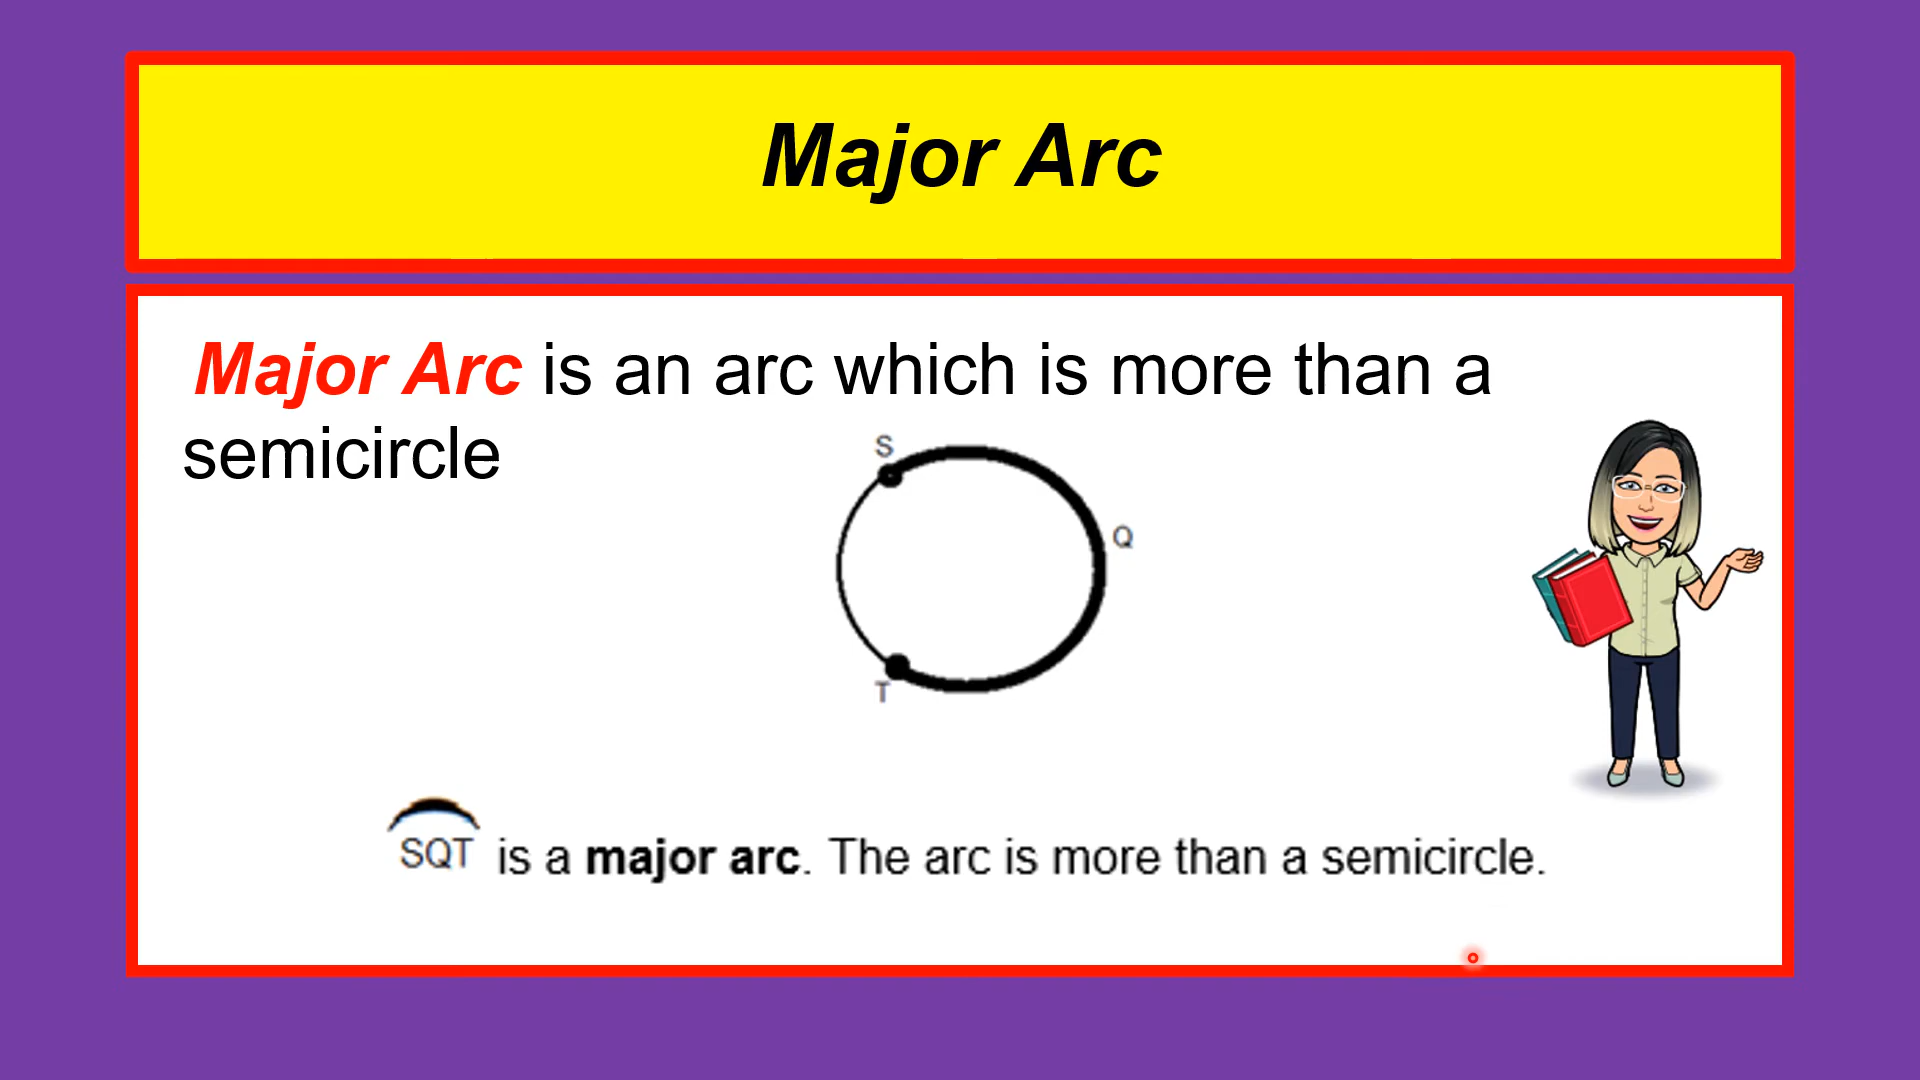 Major Arc
Major Arc is an arc which is more than a
semicircle
S
Q
T
SQT is a major arc. The arc is more than a semicircle.